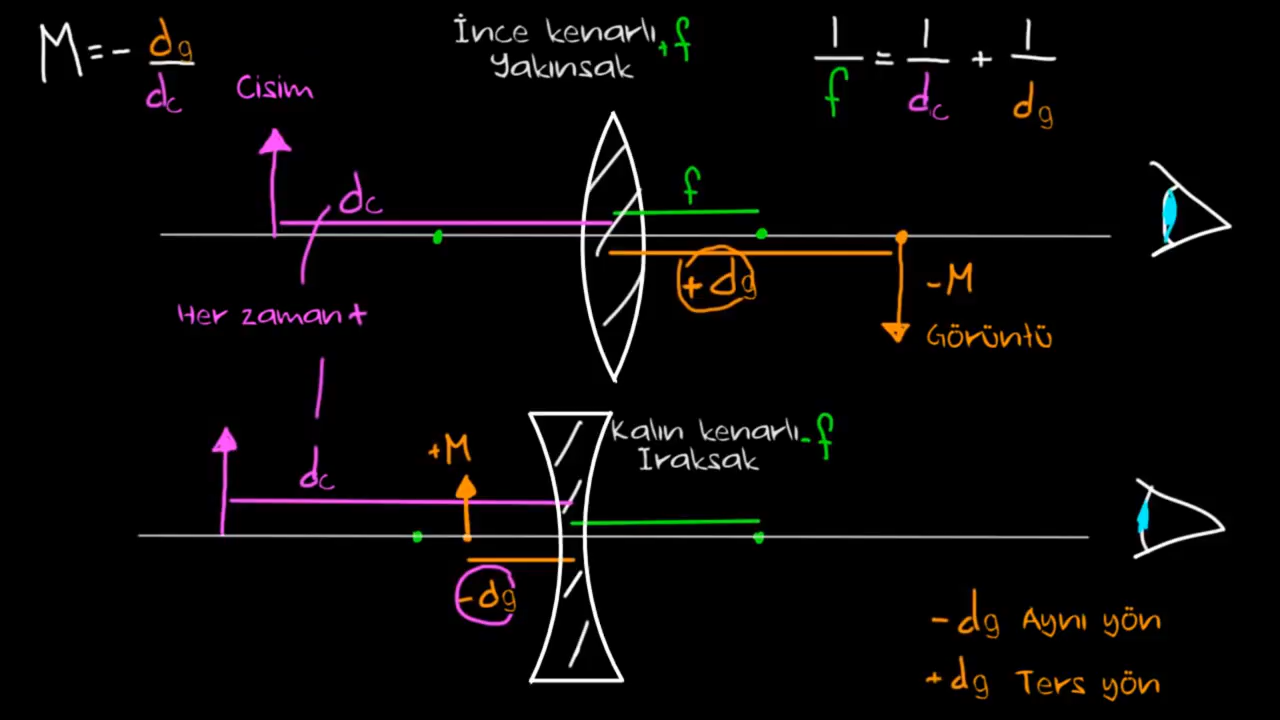 M = - dg/dc
İnce kenarlı +f
Yakınsak
1/f = 1/dc + 1/dg
Cisim
dc
f
+ dg
- M
Görüntü
Her zaman +
Kalın kenarlı -f
Iraksak
+M
dc
- dg
- dg Aynı yön
+ dg Ters yön